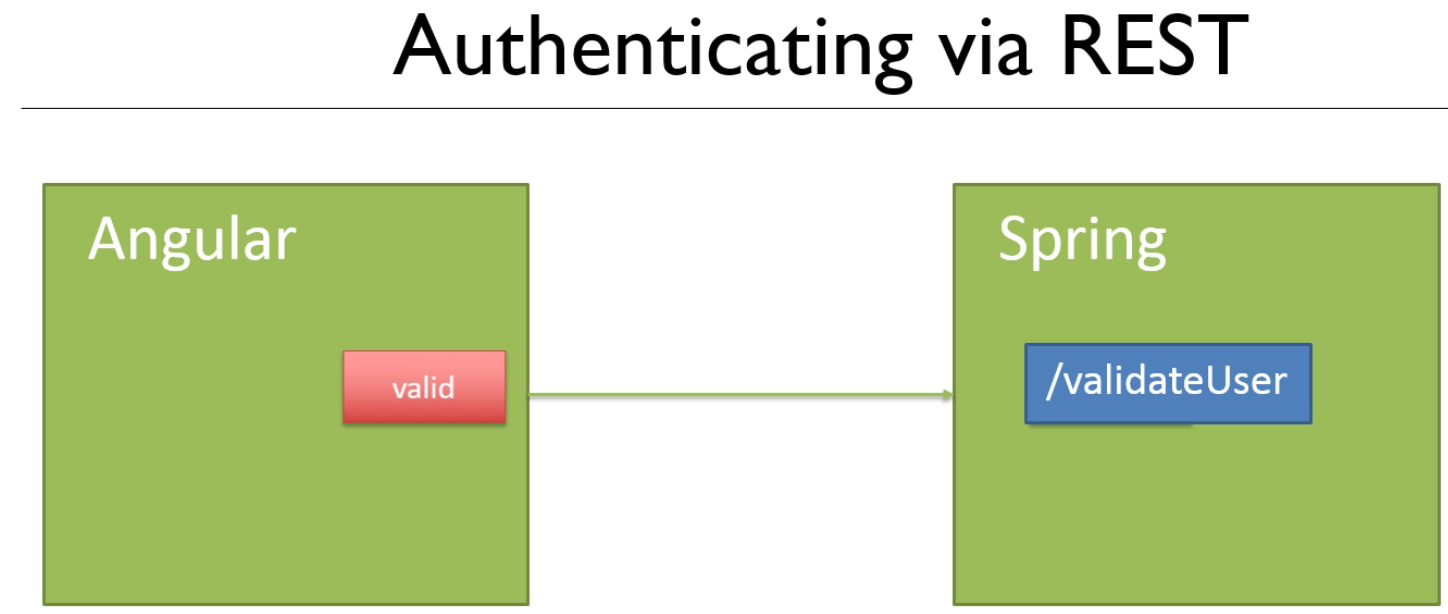 Authenticating via REST
Angular
Spring
valid
/validateUser